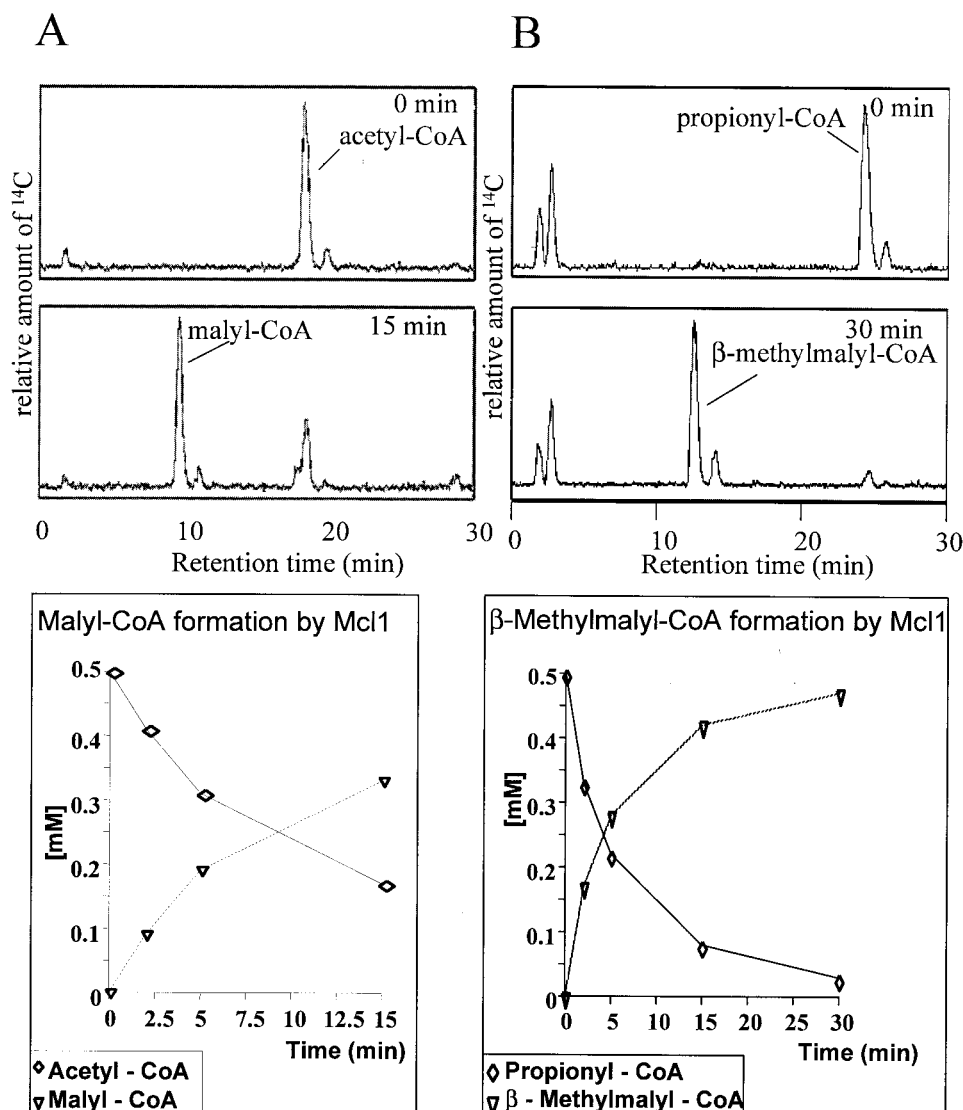 A
B
0 min
acetyl-CoA
relative amount of ¹⁴C
15 min
malyl-CoA
0 10 20 30
Retention time (min)
0 min
propionyl-CoA
relative amount of ¹⁴C
30 min
β-methylmalyl-CoA
0 10 20 30
Retention time (min)
Malyl-CoA formation by Mcl1
0.5
0.4
0.3
0.2
0.1
0
[mM]
0 2.5 5 10 12.5 15
Time (min)
Acetyl - CoA
Malyl - CoA
β-Methylmalyl-CoA formation by Mcl1
0.5
0.4
0.3
0.2
0.1
0
[mM]
0 5 10 15 20 25 30
Time (min)
Propionyl - CoA
β - Methylmalyl - CoA